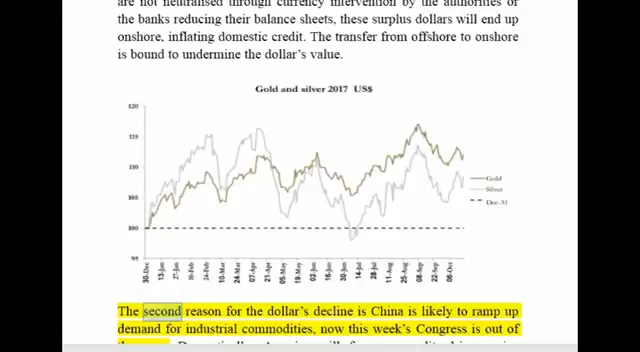 are not neutralised through currency intervention by the authorities or
the banks reducing their balance sheets, these surplus dollars will end up
onshore, inflating domestic credit. The transfer from offshore to onshore
is bound to undermine the dollar's value.
Gold and silver 2017 US$
120
115
110
105
100
95
Gold
Silver
Dec-31
30-Dec
13-Jan
27-Jan
10-Feb
24-Feb
10-Mar
24-Mar
07-Apr
21-Apr
05-May
19-May
02-Jun
16-Jun
30-Jun
14-Jul
28-Jul
11-Aug
25-Aug
08-Sep
22-Sep
06-Oct
The second reason for the dollar's decline is China is likely to ramp up
demand for industrial commodities, now this week's Congress is out of